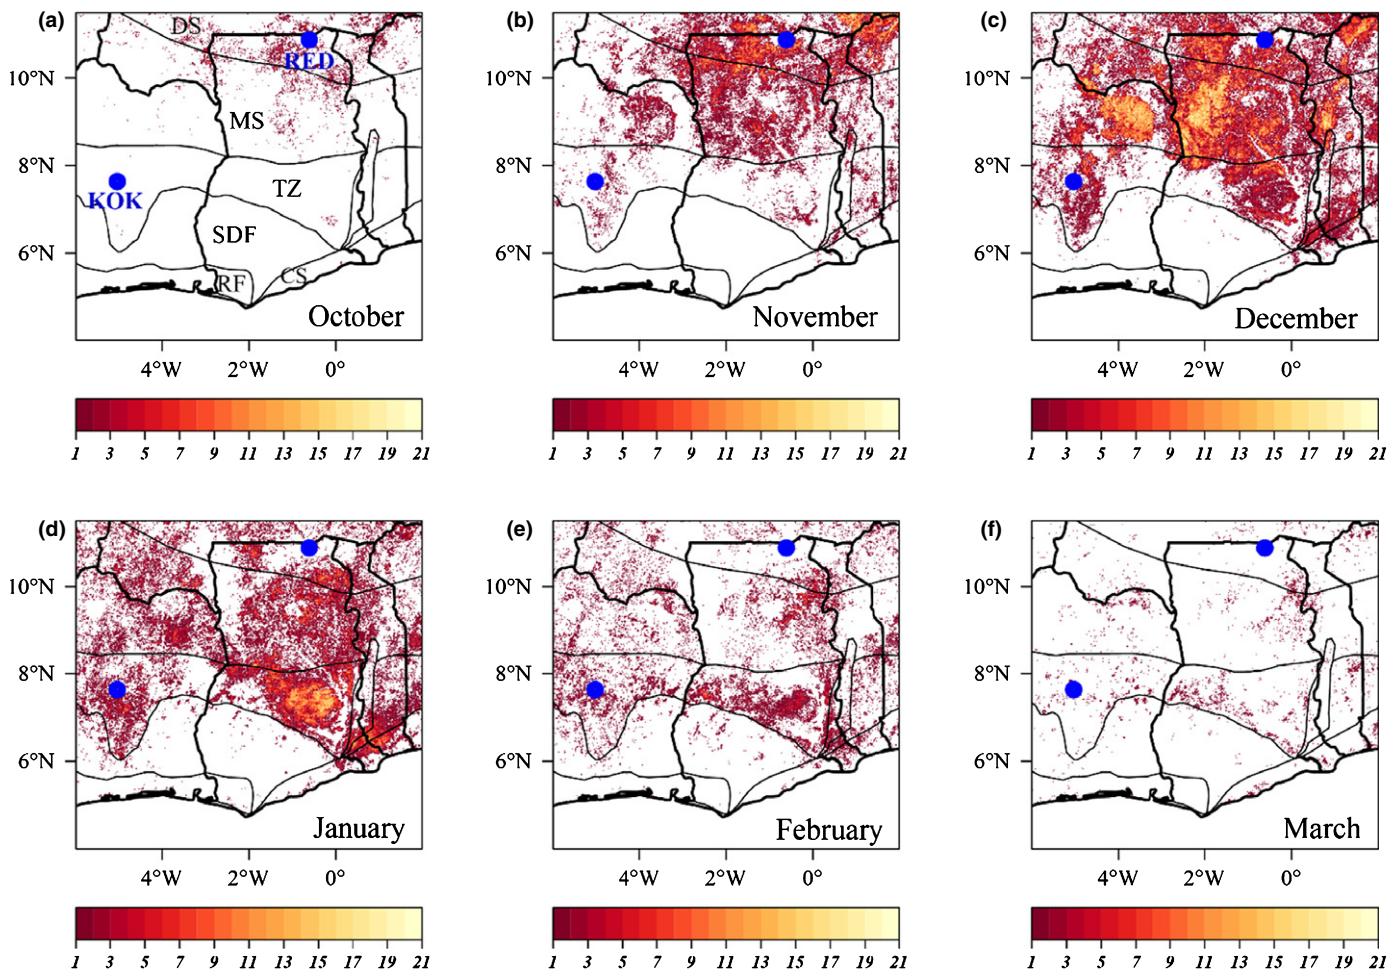 (a)
DS
RED
10°N
MS
8°N
KOK
TZ
SDF
6°N
RF
CS
October
4°W 2°W 0°
1 3 5 7 9 11 13 15 17 19 21
(b)
10°N
8°N
6°N
November
4°W 2°W 0°
1 3 5 7 9 11 13 15 17 19 21
(c)
10°N
8°N
6°N
December
4°W 2°W 0°
1 3 5 7 9 11 13 15 17 19 21
(d)
10°N
8°N
6°N
January
4°W 2°W 0°
1 3 5 7 9 11 13 15 17 19 21
(e)
10°N
8°N
6°N
February
4°W 2°W 0°
1 3 5 7 9 11 13 15 17 19 21
(f)
10°N
8°N
6°N
March
4°W 2°W 0°
1 3 5 7 9 11 13 15 17 19 21